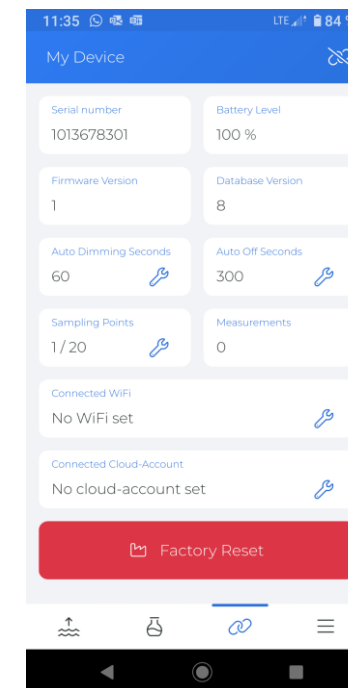 11:35 LTE 84 %
My Device
Serial number Battery Level
1013678301 100 %
Firmware Version Database Version
1 8
Auto Dimming Seconds Auto Off Seconds
60 300
Sampling Points Measurements
1 / 20 0
Connected WiFi
No WiFi set
Connected Cloud-Account
No cloud-account set
Factory Reset